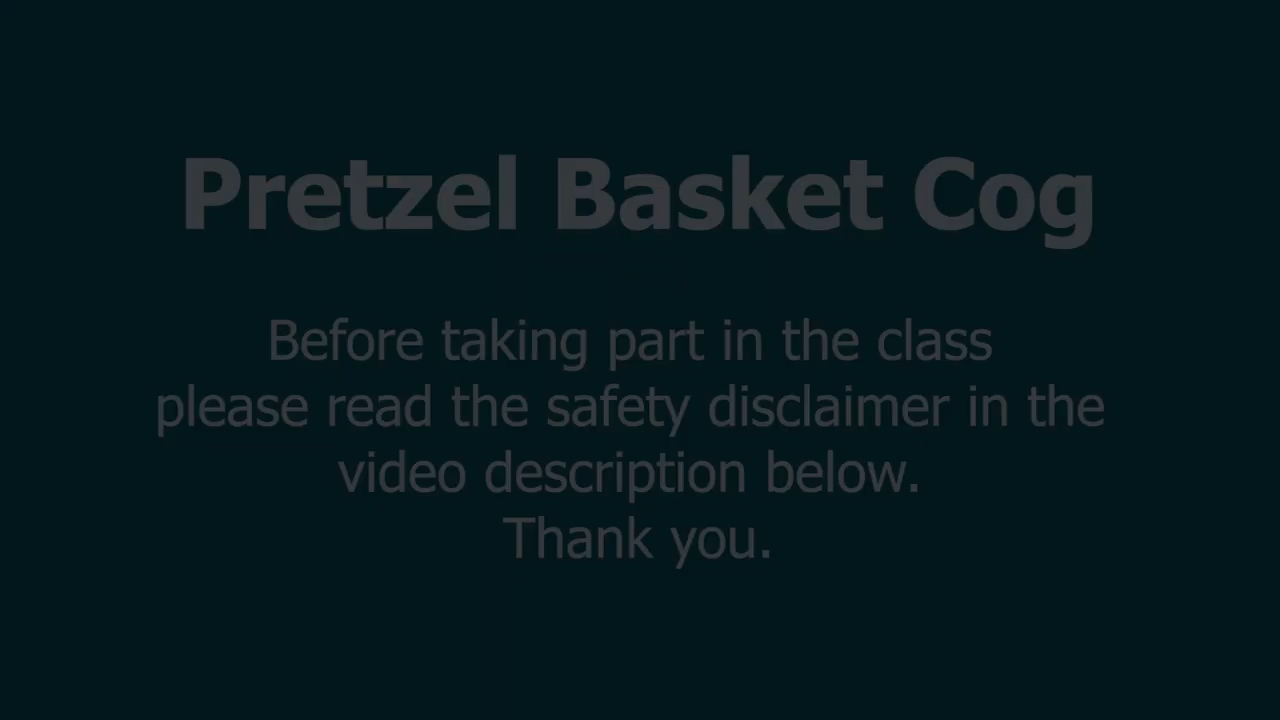 Pretzel Basket Cog
Before taking part in the class
please read the safety disclaimer in the
video description below.
Thank you.